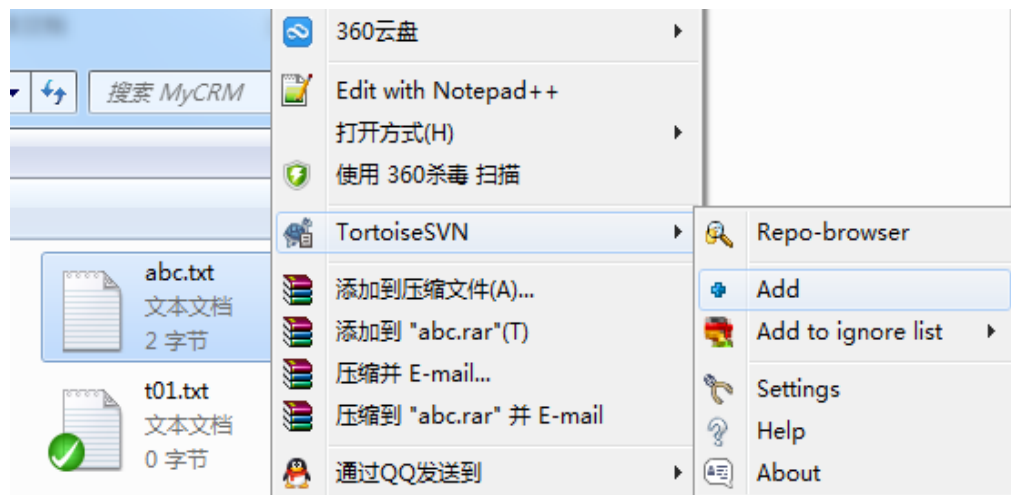 360云盘
搜索 MyCRM
Edit with Notepad++
打开方式(H)
使用 360杀毒 扫描
TortoiseSVN
Repo-browser
abc.txt
文本文档
2 字节
添加到压缩文件(A)...
Add
添加到 "abc.rar"(T)
Add to ignore list
压缩并 E-mail...
Settings
t01.txt
文本文档
0 字节
压缩到 "abc.rar" 并 E-mail
Help
通过QQ发送到
About